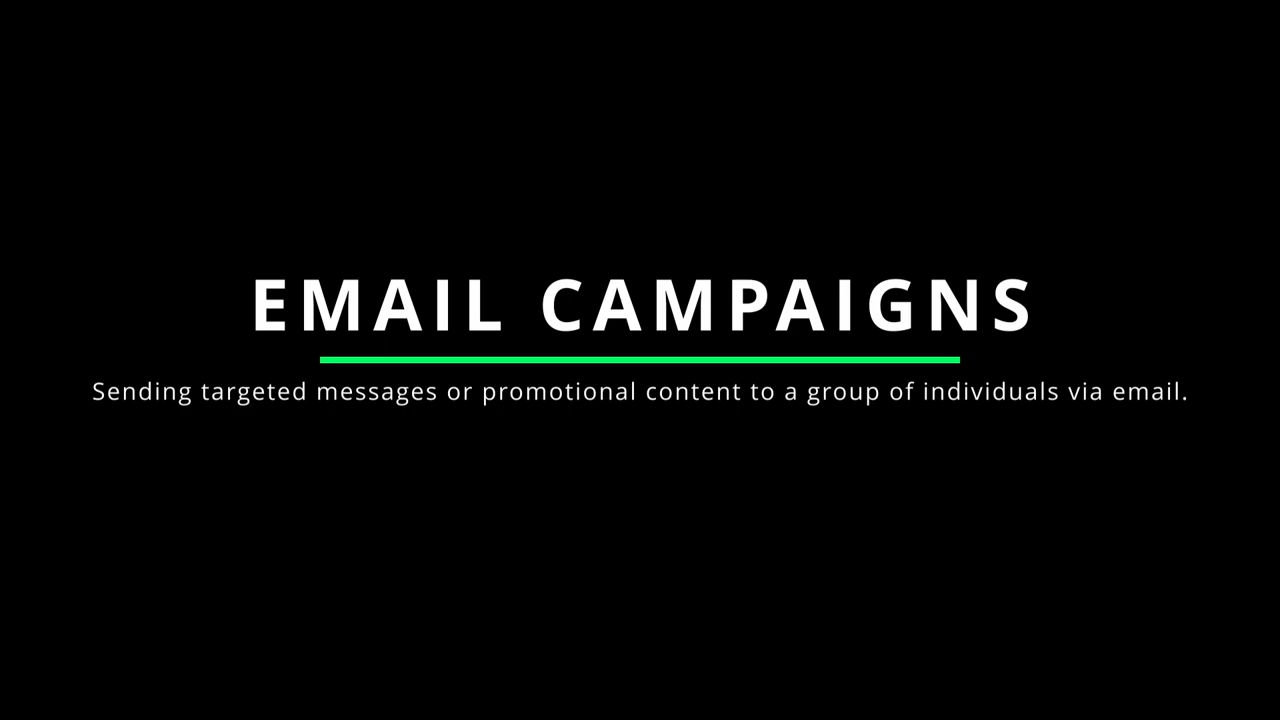 EMAIL CAMPAIGNS
Sending targeted messages or promotional content to a group of individuals via email.